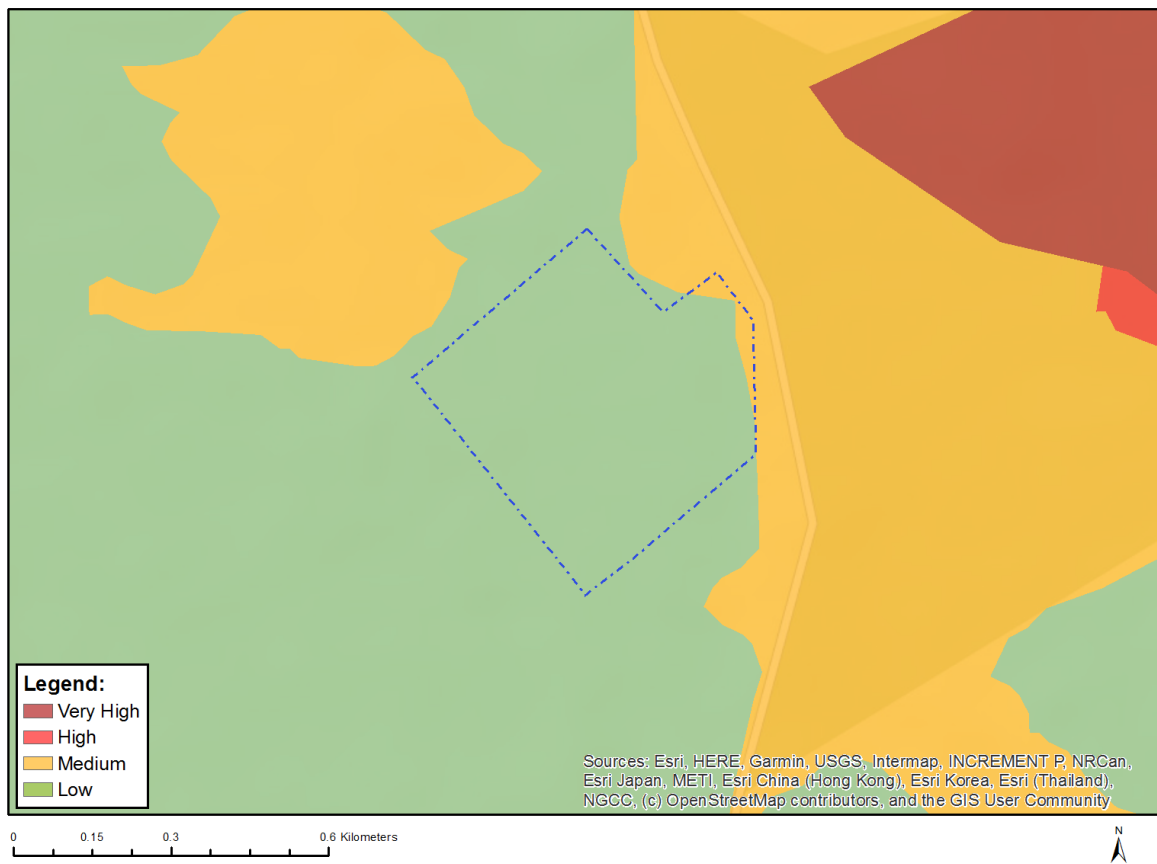 Legend:
Very High
High
Medium
Low
Sources: Esri, HERE, Garmin, USGS, Intermap, INCREMENT P, NRCan,
Esri Japan, METI, Esri China (Hong Kong), Esri Korea, Esri (Thailand),
NGCC, (c) OpenStreetMap contributors, and the GIS User Community
0 0.15 0.3 0.6 Kilometers
N